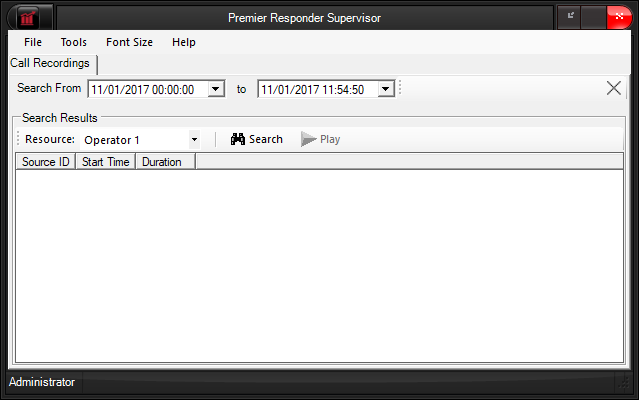 Premier Responder Supervisor
File Tools Font Size Help
Call Recordings
Search From 11/01/2017 00:00:00 to 11/01/2017 11:54:50
Search Results
Resource: Operator 1 Search Play
Source ID Start Time Duration
Administrator